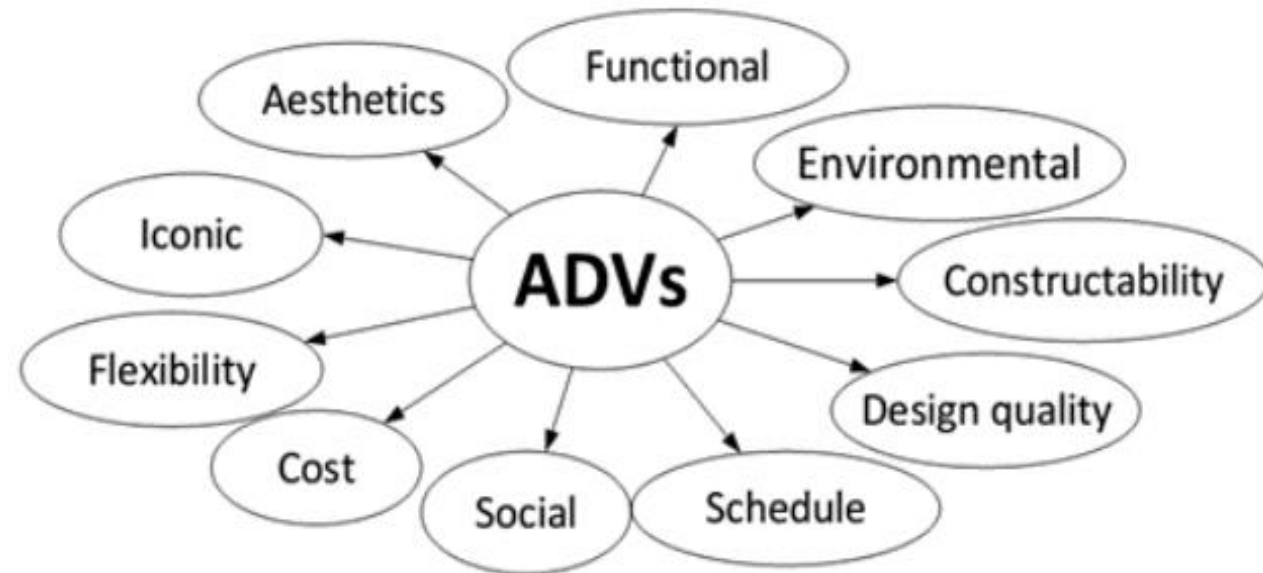 Functional
Aesthetics
Environmental
Iconic
ADVs
Constructability
Flexibility
Design quality
Cost
Social
Schedule